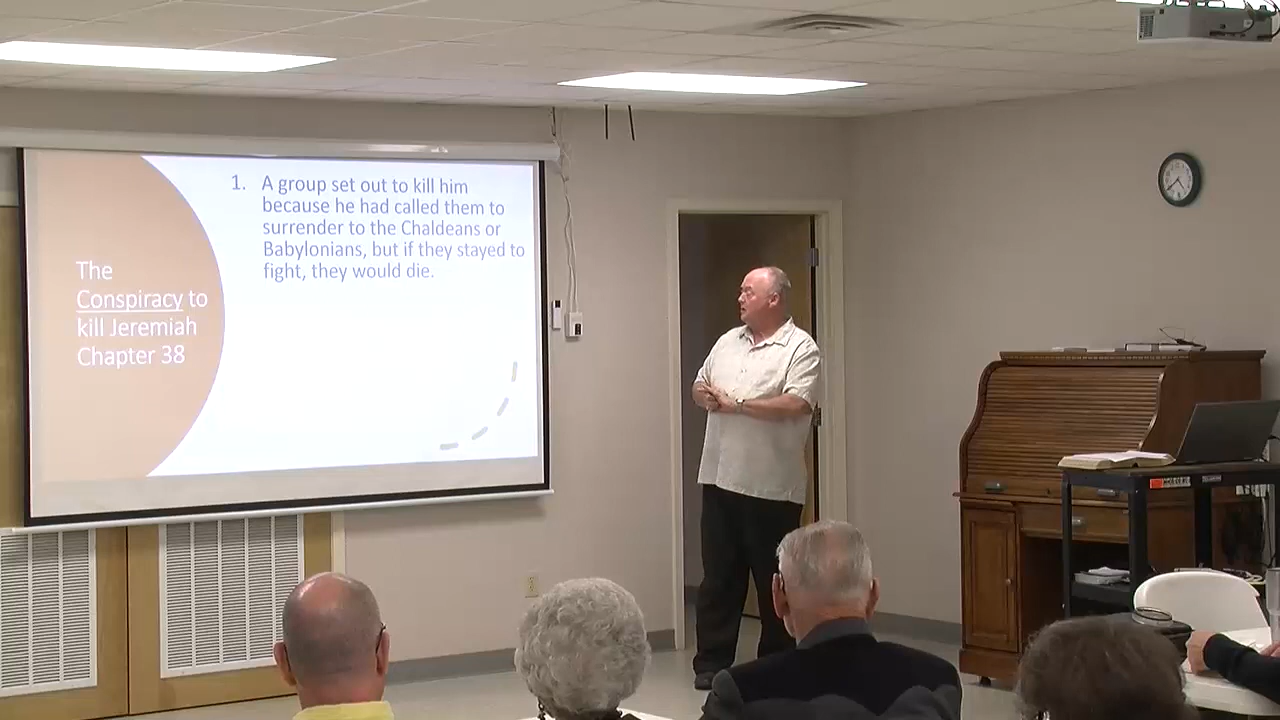 The
Conspiracy to
kill Jeremiah
Chapter 38
1. A group set out to kill him
because he had called them to
surrender to the Chaldeans or
Babylonians, but if they stayed to
fight, they would die.